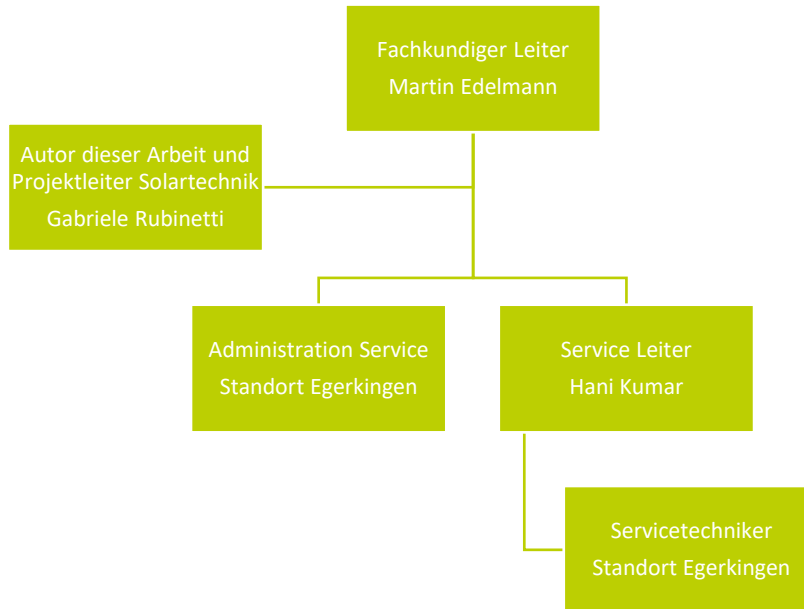 Fachkundiger Leiter
Martin Edelmann
Autor dieser Arbeit und
Projektleiter Solartechnik
Gabriele Rubinetti
Administration Service
Standort Egerkingen
Service Leiter
Hani Kumar
Servicetechniker
Standort Egerkingen